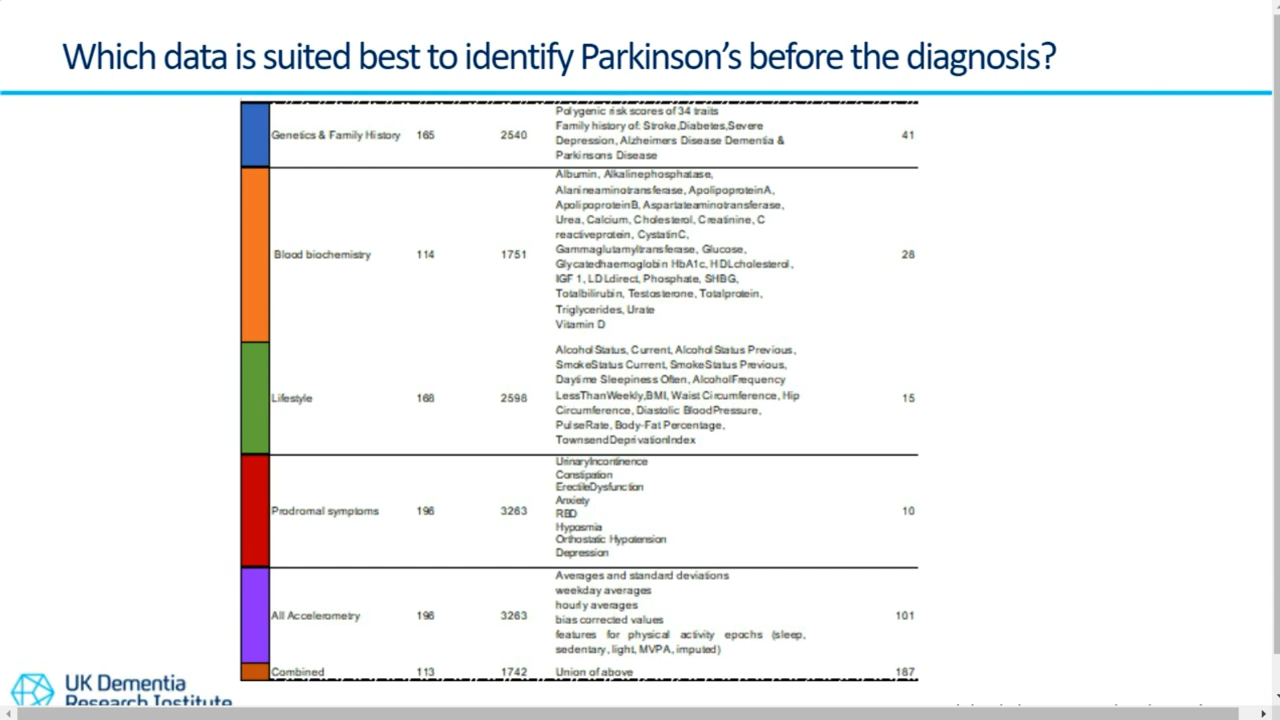 Which data is suited best to identify Parkinson's before the diagnosis?
Genetics & Family History 165 2540 Polygenic risk scores of 34 traits 41
Family history of: Stroke,Diabetes,Severe
Depression, Alzheimers Disease Dementia &
Parkinsons Disease
Blood biochemistry 114 1751 Albumin, Alkalinephosphatase, 28
Alanineaminotransferase, ApolipoproteinA,
ApolipoproteinB, Aspartateaminotransferase,
Urea, Calcium, Cholesterol, Creatinine, C
reactiveprotein, CystatinC,
Gammaglutamyltransferase, Glucose,
Glycatedhaemoglobin HbA1c, HDLcholesterol,
IGF 1, LDLdirect, Phosphate, SHBG,
Totalbilirubin, Testosterone, Totalprotein,
Triglycerides, Urate
Vitamin D
Lifestyle 168 2598 Alcohol Status, Current, Alcohol Status Previous, 15
SmokeStatus Current, SmokeStatus Previous,
Daytime Sleepiness Often, AlcoholFrequency
LessThanWeekly,BMI, Waist Circumference, Hip
Circumference, Diastolic BloodPressure,
PulseRate, Body-Fat Percentage,
TownsendDeprivationIndex
Prodromal symptoms 196 3263 UrinaryIncontinence 10
Constipation
ErectileDysfunction
Anxiety
RBD
Hyposmia
Orthostatic Hypotension
Depression
All Accelerometry 196 3263 Averages and standard deviations 101
weekday averages
hourly averages
bias corrected values
features for physical activity epochs (sleep,
sedentary, light, MVPA, imputed)
Combined 113 1742 Union of above 187
UK Dementia
Research Institute